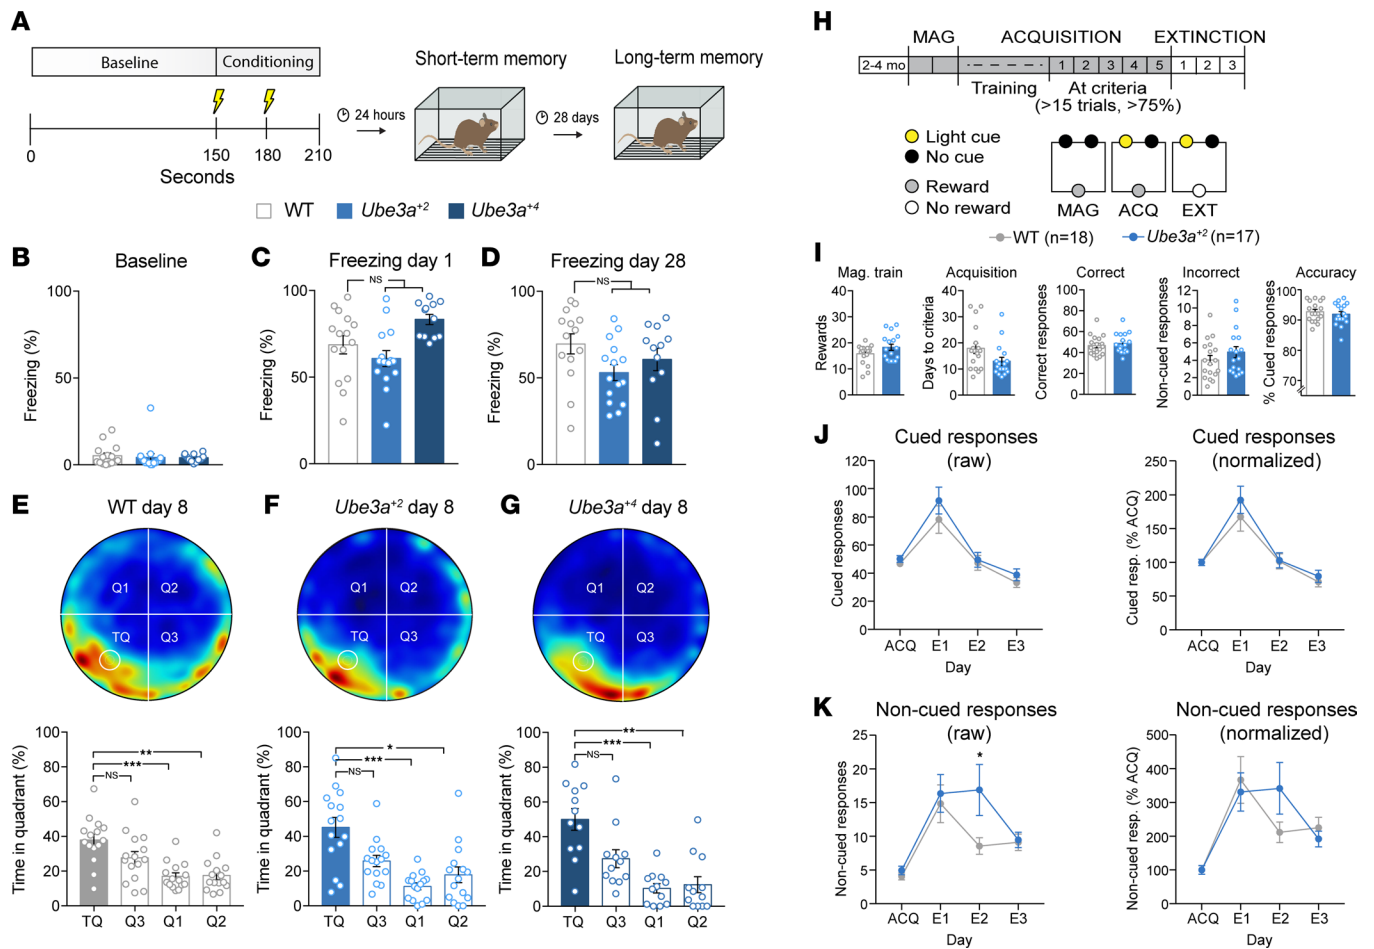 A
Baseline
Conditioning
0
150
180
210
Seconds
24 hours
Short-term memory
28 days
Long-term memory
WT
Ube3a+2
Ube3a+4
B
Baseline
Freezing (%)
100
50
0
C
Freezing day 1
NS
Freezing (%)
100
50
0
D
Freezing day 28
NS
Freezing (%)
100
50
0
E
WT day 8
Q1
Q2
TQ
Q3
Time in quadrant (%)
100
80
60
40
20
0
**
***
NS
TQ
Q3
Q1
Q2
F
Ube3a+2 day 8
Q1
Q2
TQ
Q3
Time in quadrant (%)
100
80
60
40
20
0
*
***
NS
TQ
Q3
Q1
Q2
G
Ube3a+4 day 8
Q1
Q2
TQ
Q3
Time in quadrant (%)
100
80
60
40
20
0
**
***
NS
TQ
Q3
Q1
Q2
H
MAG
ACQUISITION
EXTINCTION
2-4 mo
1
2
3
4
5
1
2
3
Training
At criteria
(>15 trials, >75%)
Light cue
No cue
Reward
No reward
MAG
ACQ
EXT
WT (n=18)
Ube3a+2 (n=17)
I
Mag. train
Rewards
40
30
20
10
0
Acquisition
Days to criteria
40
30
20
10
0
Correct
Correct responses
100
80
60
40
20
0
Incorrect
Non-cued responses
12
10
8
6
4
2
0
Accuracy
% Cued responses
100
90
80
70
J
Cued responses
(raw)
Cued responses
120
100
80
60
40
20
0
ACQ
E1
E2
E3
Day
Cued responses
(normalized)
Cued resp. (% ACQ)
250
200
150
100
50
0
ACQ
E1
E2
E3
Day
K
Non-cued responses
(raw)
Non-cued responses
25
20
15
10
5
0
*
ACQ
E1
E2
E3
Day
Non-cued responses
(normalized)
Non-cued resp. (% ACQ)
500
400
300
200
100
0
ACQ
E1
E2
E3
Day